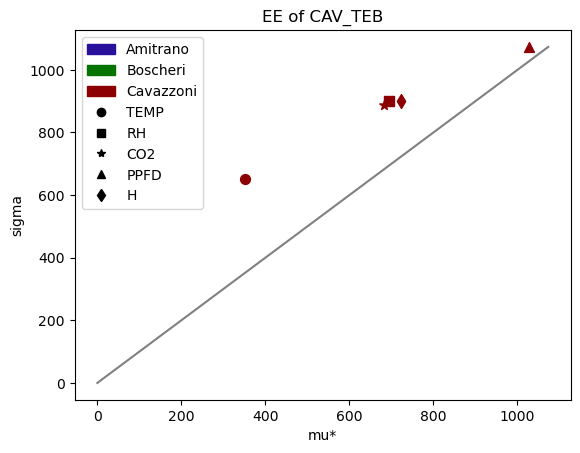 EE of CAV_TEB
Amitrano
Boscheri
Cavazzoni
TEMP
RH
CO2
PPFD
H
sigma
1000
800
600
400
200
0
0 200 400 600 800 1000
mu*